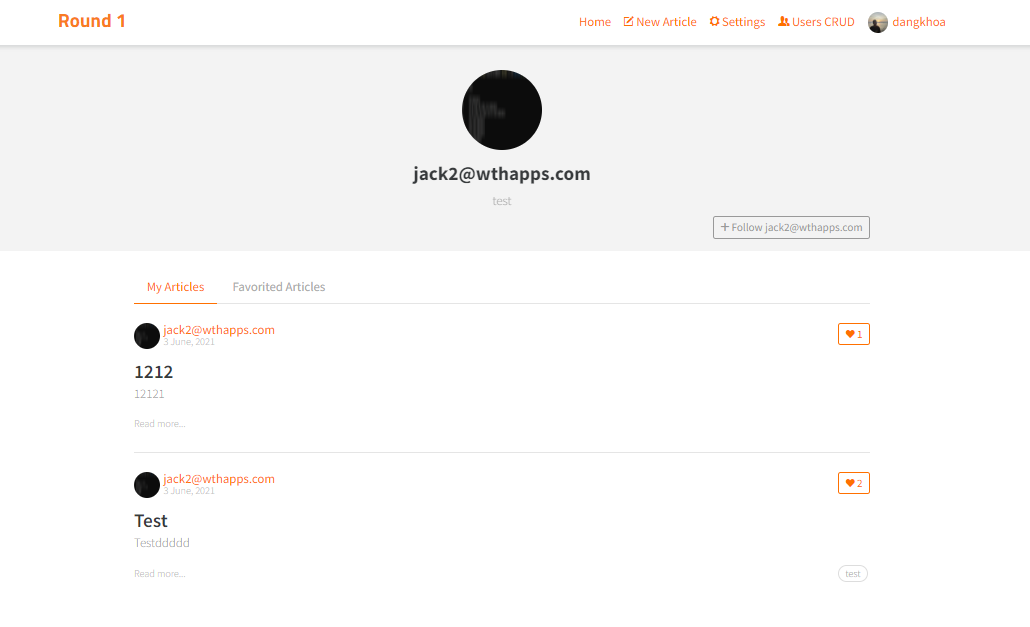 Round 1
Home New Article Settings Users CRUD dangkhoa
jack2@wthapps.com
test
+ Follow jack2@wthapps.com
My Articles Favorited Articles
jack2@wthapps.com
3 June, 2021
1
1212
12121
Read more...
jack2@wthapps.com
3 June, 2021
2
Test
Testddddd
Read more...
test